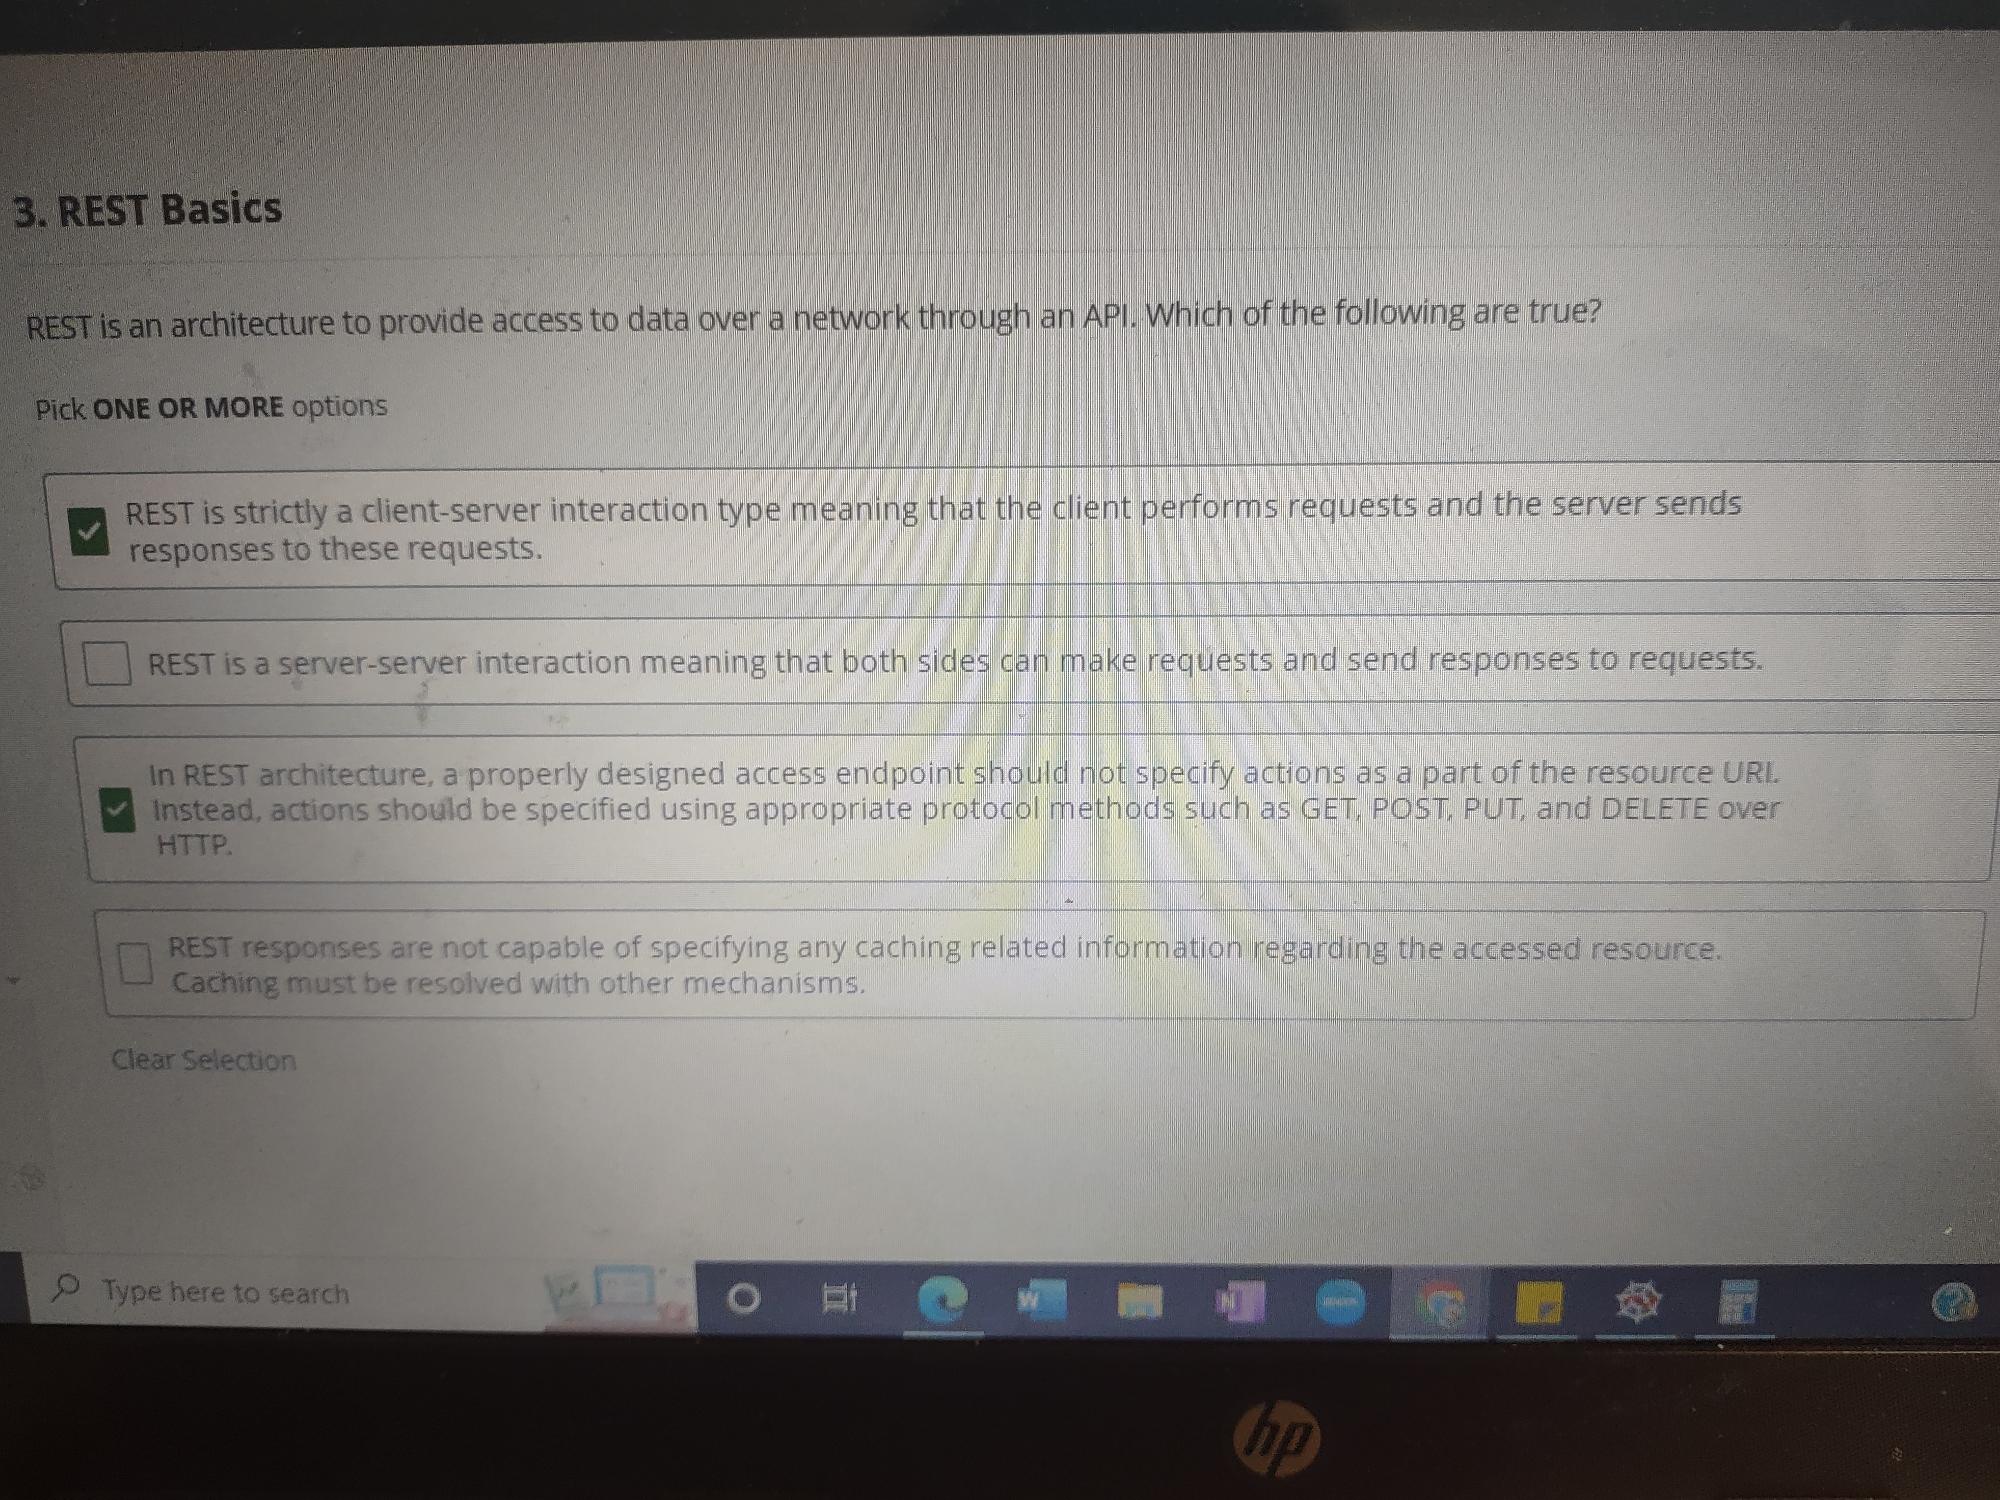 3. REST Basics
REST is an architecture to provide access to data over a network through an API. Which of the following are true?
Pick ONE OR MORE options
REST is strictly a client-server interaction type meaning that the client performs requests and the server sends
responses to these requests.
REST is a server-server interaction meaning that both sides can make requests and send responses to requests.
In REST architecture, a properly designed access endpoint should not specify actions as a part of the resource URI.
Instead, actions should be specified using appropriate protocol methods such as GET, POST, PUT, and DELETE over
HTTP.
REST responses are not capable of specifying any caching related information regarding the accessed resource.
Caching must be resolved with other mechanisms.
Clear Selection
Type here to search
W
N
hp